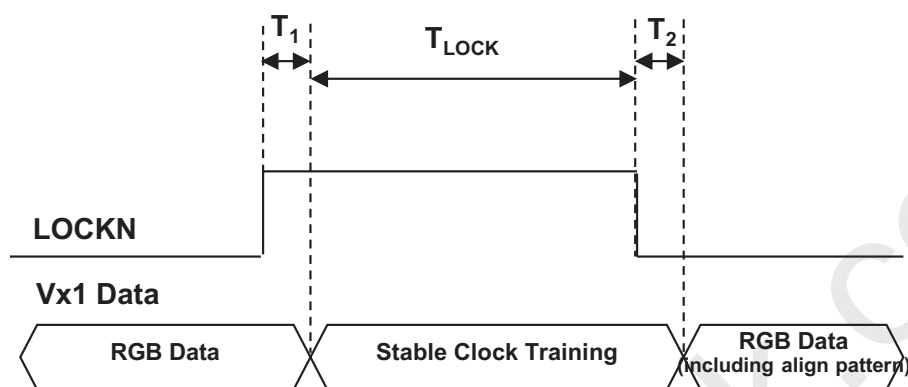 T1
TLOCK
T2
LOCKN
Vx1 Data
RGB Data
Stable Clock Training
RGB Data
(including align pattern)